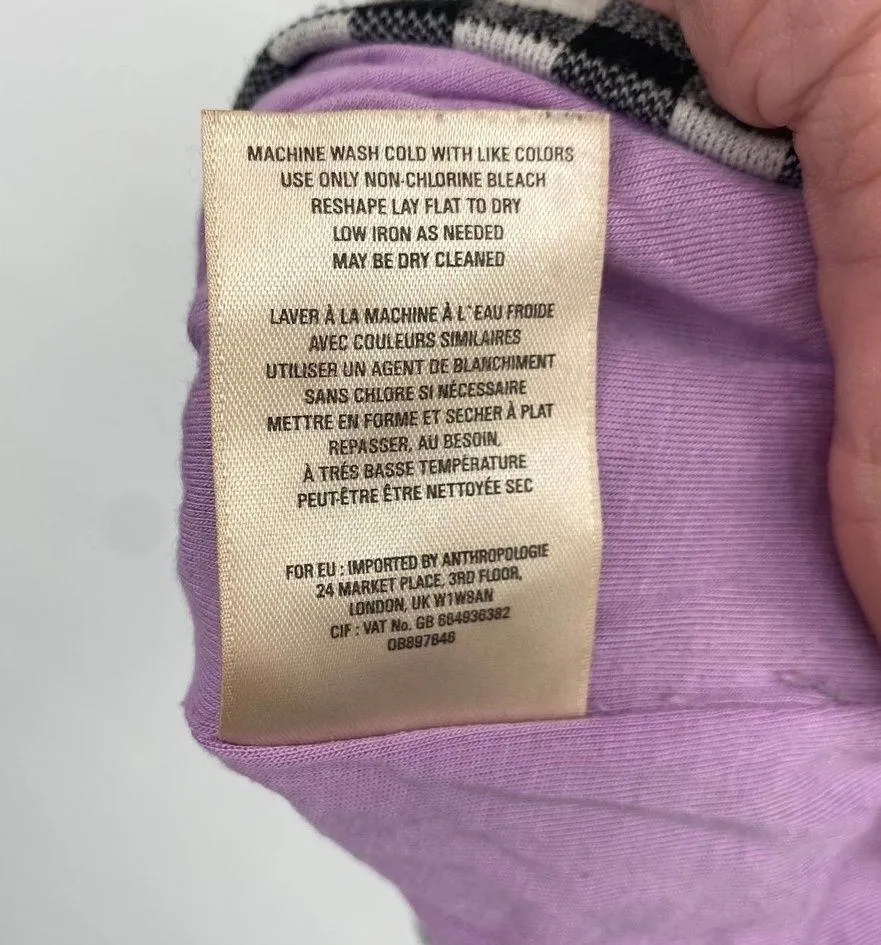 MACHINE WASH COLD WITH LIKE COLORS
USE ONLY NON-CHLORINE BLEACH
RESHAPE LAY FLAT TO DRY
LOW IRON AS NEEDED
MAY BE DRY CLEANED
LAVER À LA MACHINE À L'EAU FROIDE
AVEC COULEURS SIMILAIRES
UTILISER UN AGENT DE BLANCHIMENT
SANS CHLORE SI NÉCESSAIRE
METTRE EN FORME ET SECHER À PLAT
REPASSER, AU BESOIN,
À TRÉS BASSE TEMPÉRATURE
PEUT-ÊTRE ÊTRE NETTOYÉE SEC
FOR EU : IMPORTED BY ANTHROPOLOGIE
24 MARKET PLACE, 3RD FLOOR,
LONDON, UK W1W8AN
CIF : VAT No. GB 664936382
OB897846